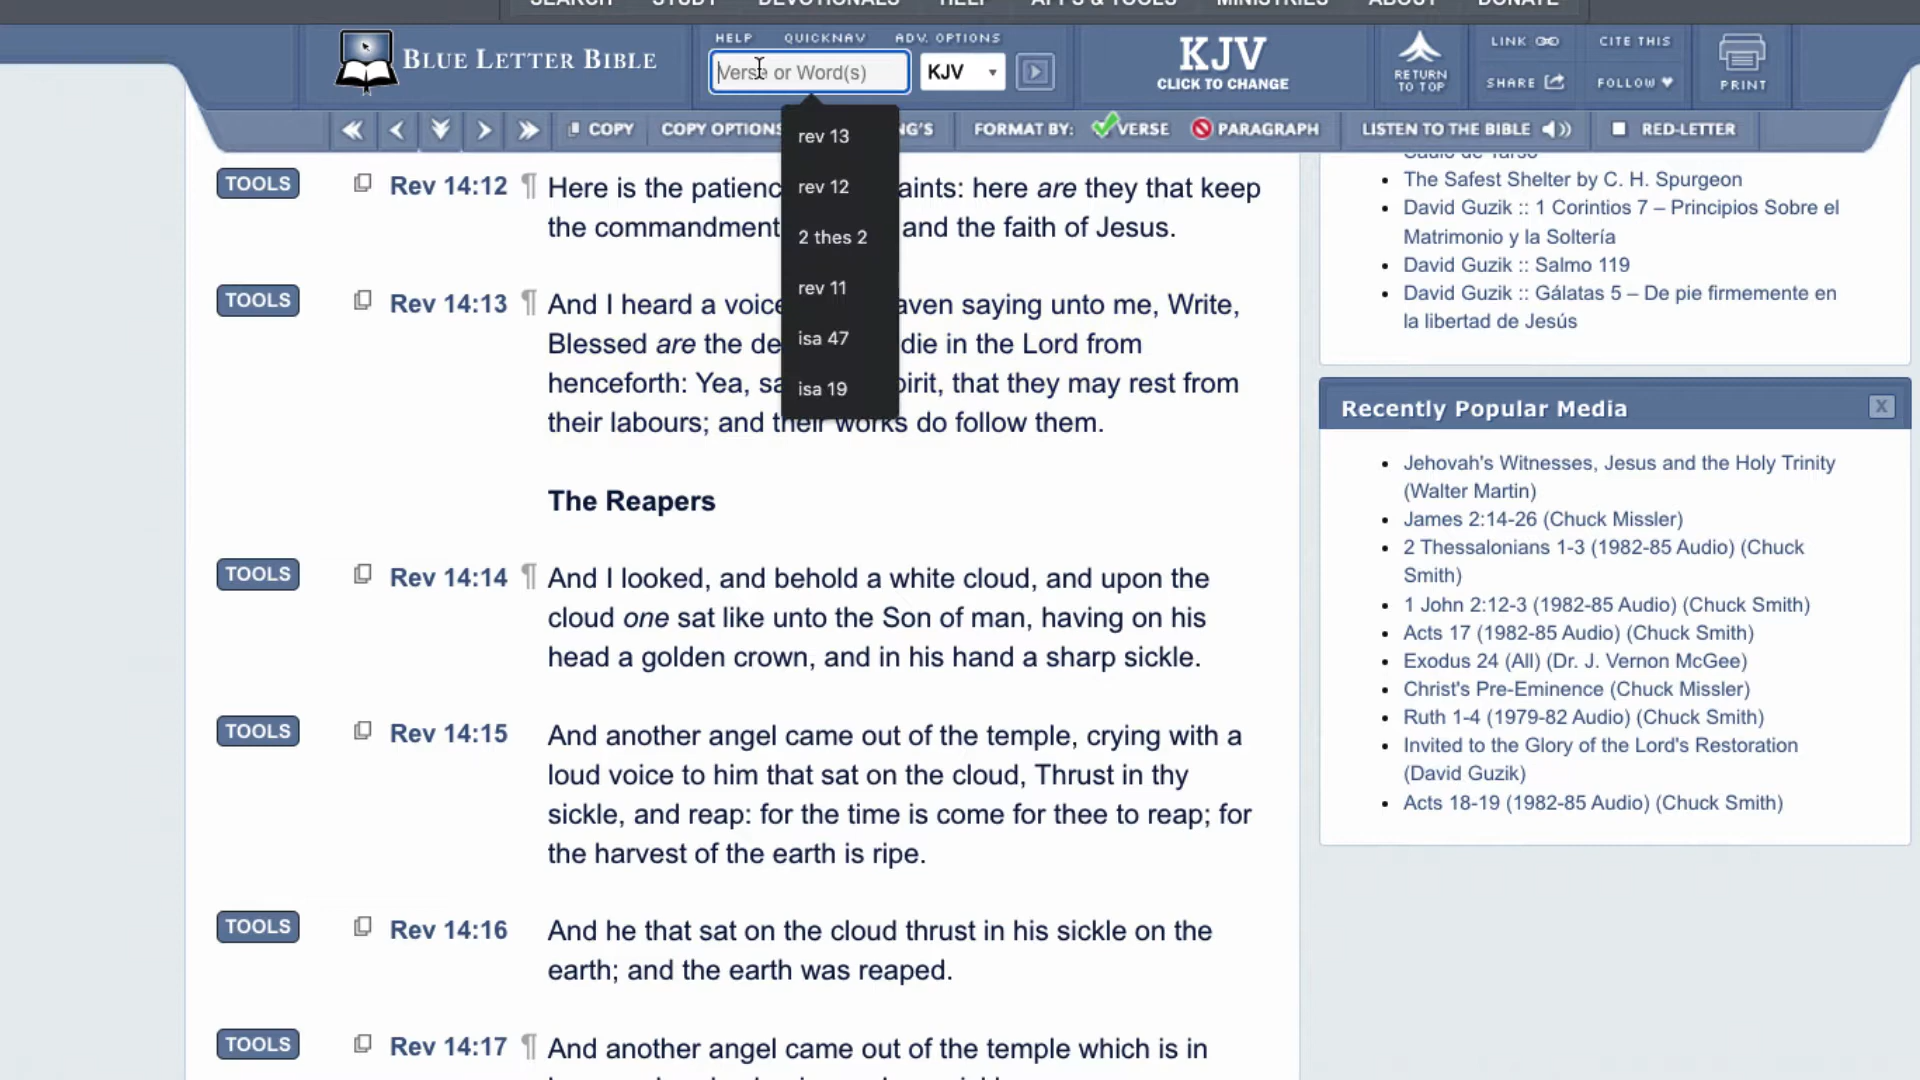 SEARCH STUDY DEVOTIONALS HELP APPS & TOOLS MINISTRIES ABOUT DONATE
BLUE LETTER BIBLE
HELP QUICKNAV ADV. OPTIONS
Verse or Word(s) KJV
KJV
CLICK TO CHANGE
RETURN
TO TOP
LINK
SHARE
CITE THIS
FOLLOW
PRINT
COPY COPY OPTIONS NG'S FORMAT BY: VERSE PARAGRAPH LISTEN TO THE BIBLE RED-LETTER
rev 13
rev 12
2 thes 2
rev 11
isa 47
isa 19
TOOLS Rev 14:12 ¶ Here is the patienc aints: here are they that keep
the commandment and the faith of Jesus.
TOOLS Rev 14:13 ¶ And I heard a voice aven saying unto me, Write,
Blessed are the de die in the Lord from
henceforth: Yea, sa pirit, that they may rest from
their labours; and their works do follow them.
The Reapers
TOOLS Rev 14:14 ¶ And I looked, and behold a white cloud, and upon the
cloud one sat like unto the Son of man, having on his
head a golden crown, and in his hand a sharp sickle.
TOOLS Rev 14:15 And another angel came out of the temple, crying with a
loud voice to him that sat on the cloud, Thrust in thy
sickle, and reap: for the time is come for thee to reap; for
the harvest of the earth is ripe.
TOOLS Rev 14:16 And he that sat on the cloud thrust in his sickle on the
earth; and the earth was reaped.
TOOLS Rev 14:17 ¶ And another angel came out of the temple which is in
Saulo de Tarso
The Safest Shelter by C. H. Spurgeon
David Guzik :: 1 Corintios 7 – Principios Sobre el
Matrimonio y la Soltería
David Guzik :: Salmo 119
David Guzik :: Gálatas 5 – De pie firmemente en
la libertad de Jesús
Recently Popular Media X
Jehovah's Witnesses, Jesus and the Holy Trinity
(Walter Martin)
James 2:14-26 (Chuck Missler)
2 Thessalonians 1-3 (1982-85 Audio) (Chuck
Smith)
1 John 2:12-3 (1982-85 Audio) (Chuck Smith)
Acts 17 (1982-85 Audio) (Chuck Smith)
Exodus 24 (All) (Dr. J. Vernon McGee)
Christ's Pre-Eminence (Chuck Missler)
Ruth 1-4 (1979-82 Audio) (Chuck Smith)
Invited to the Glory of the Lord's Restoration
(David Guzik)
Acts 18-19 (1982-85 Audio) (Chuck Smith)